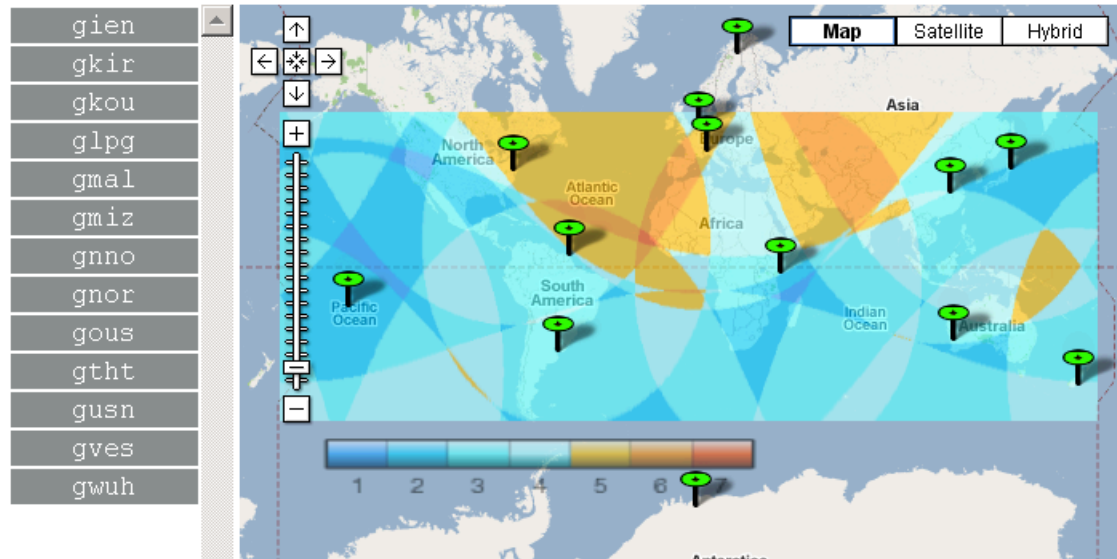 gien
gkir
gkou
glpg
gmal
gmiz
gnno
gnor
gous
gtht
gusn
gves
gwuh
Map Satellite Hybrid
Asia
North
America
Europe
Atlantic
Ocean
Africa
South
America
Pacific
Ocean
Indian
Ocean
Australia
1 2 3 4 5 6 7
Antarctica